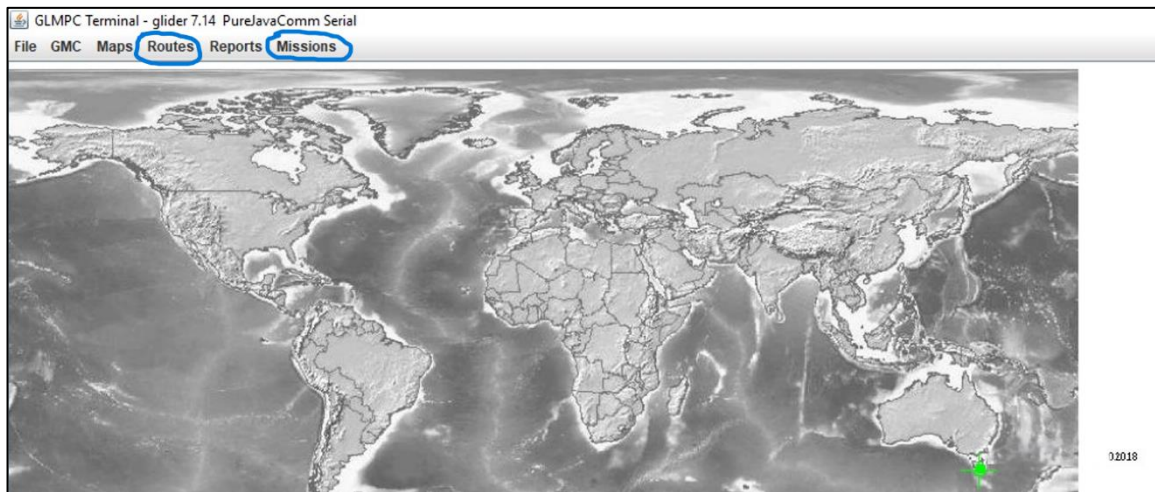 GLMPC Terminal - glider 7.14 PureJavaComm Serial
File GMC Maps Routes Reports Missions
02018